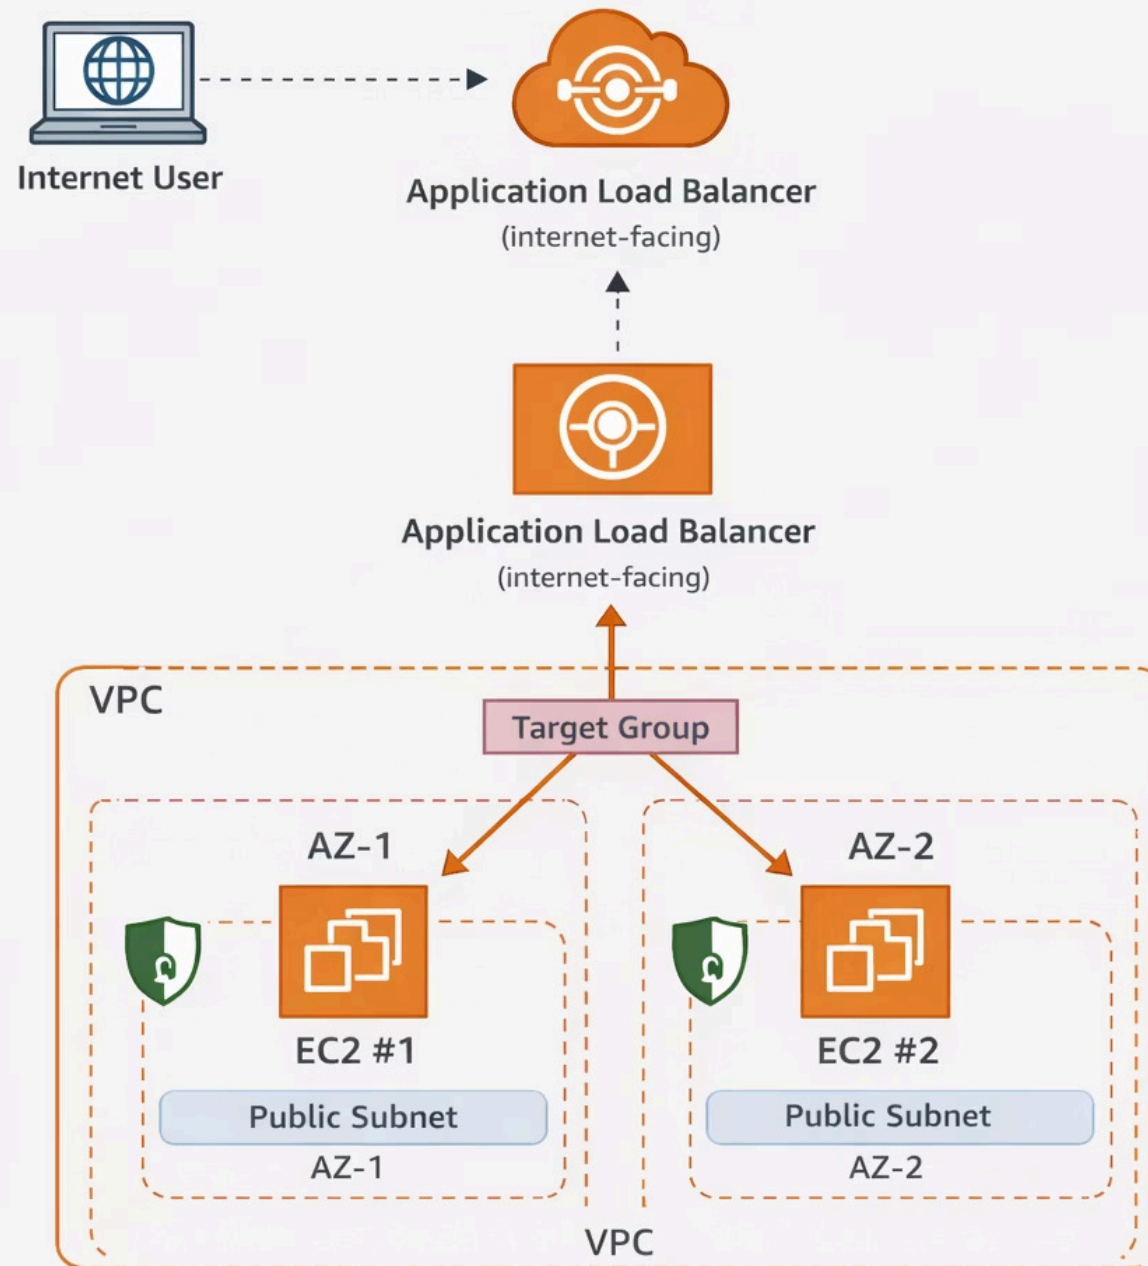 Internet User
Application Load Balancer
(internet-facing)
Application Load Balancer
(internet-facing)
VPC
Target Group
AZ-1
AZ-2
EC2 #1
EC2 #2
Public Subnet
Public Subnet
AZ-1
AZ-2
VPC